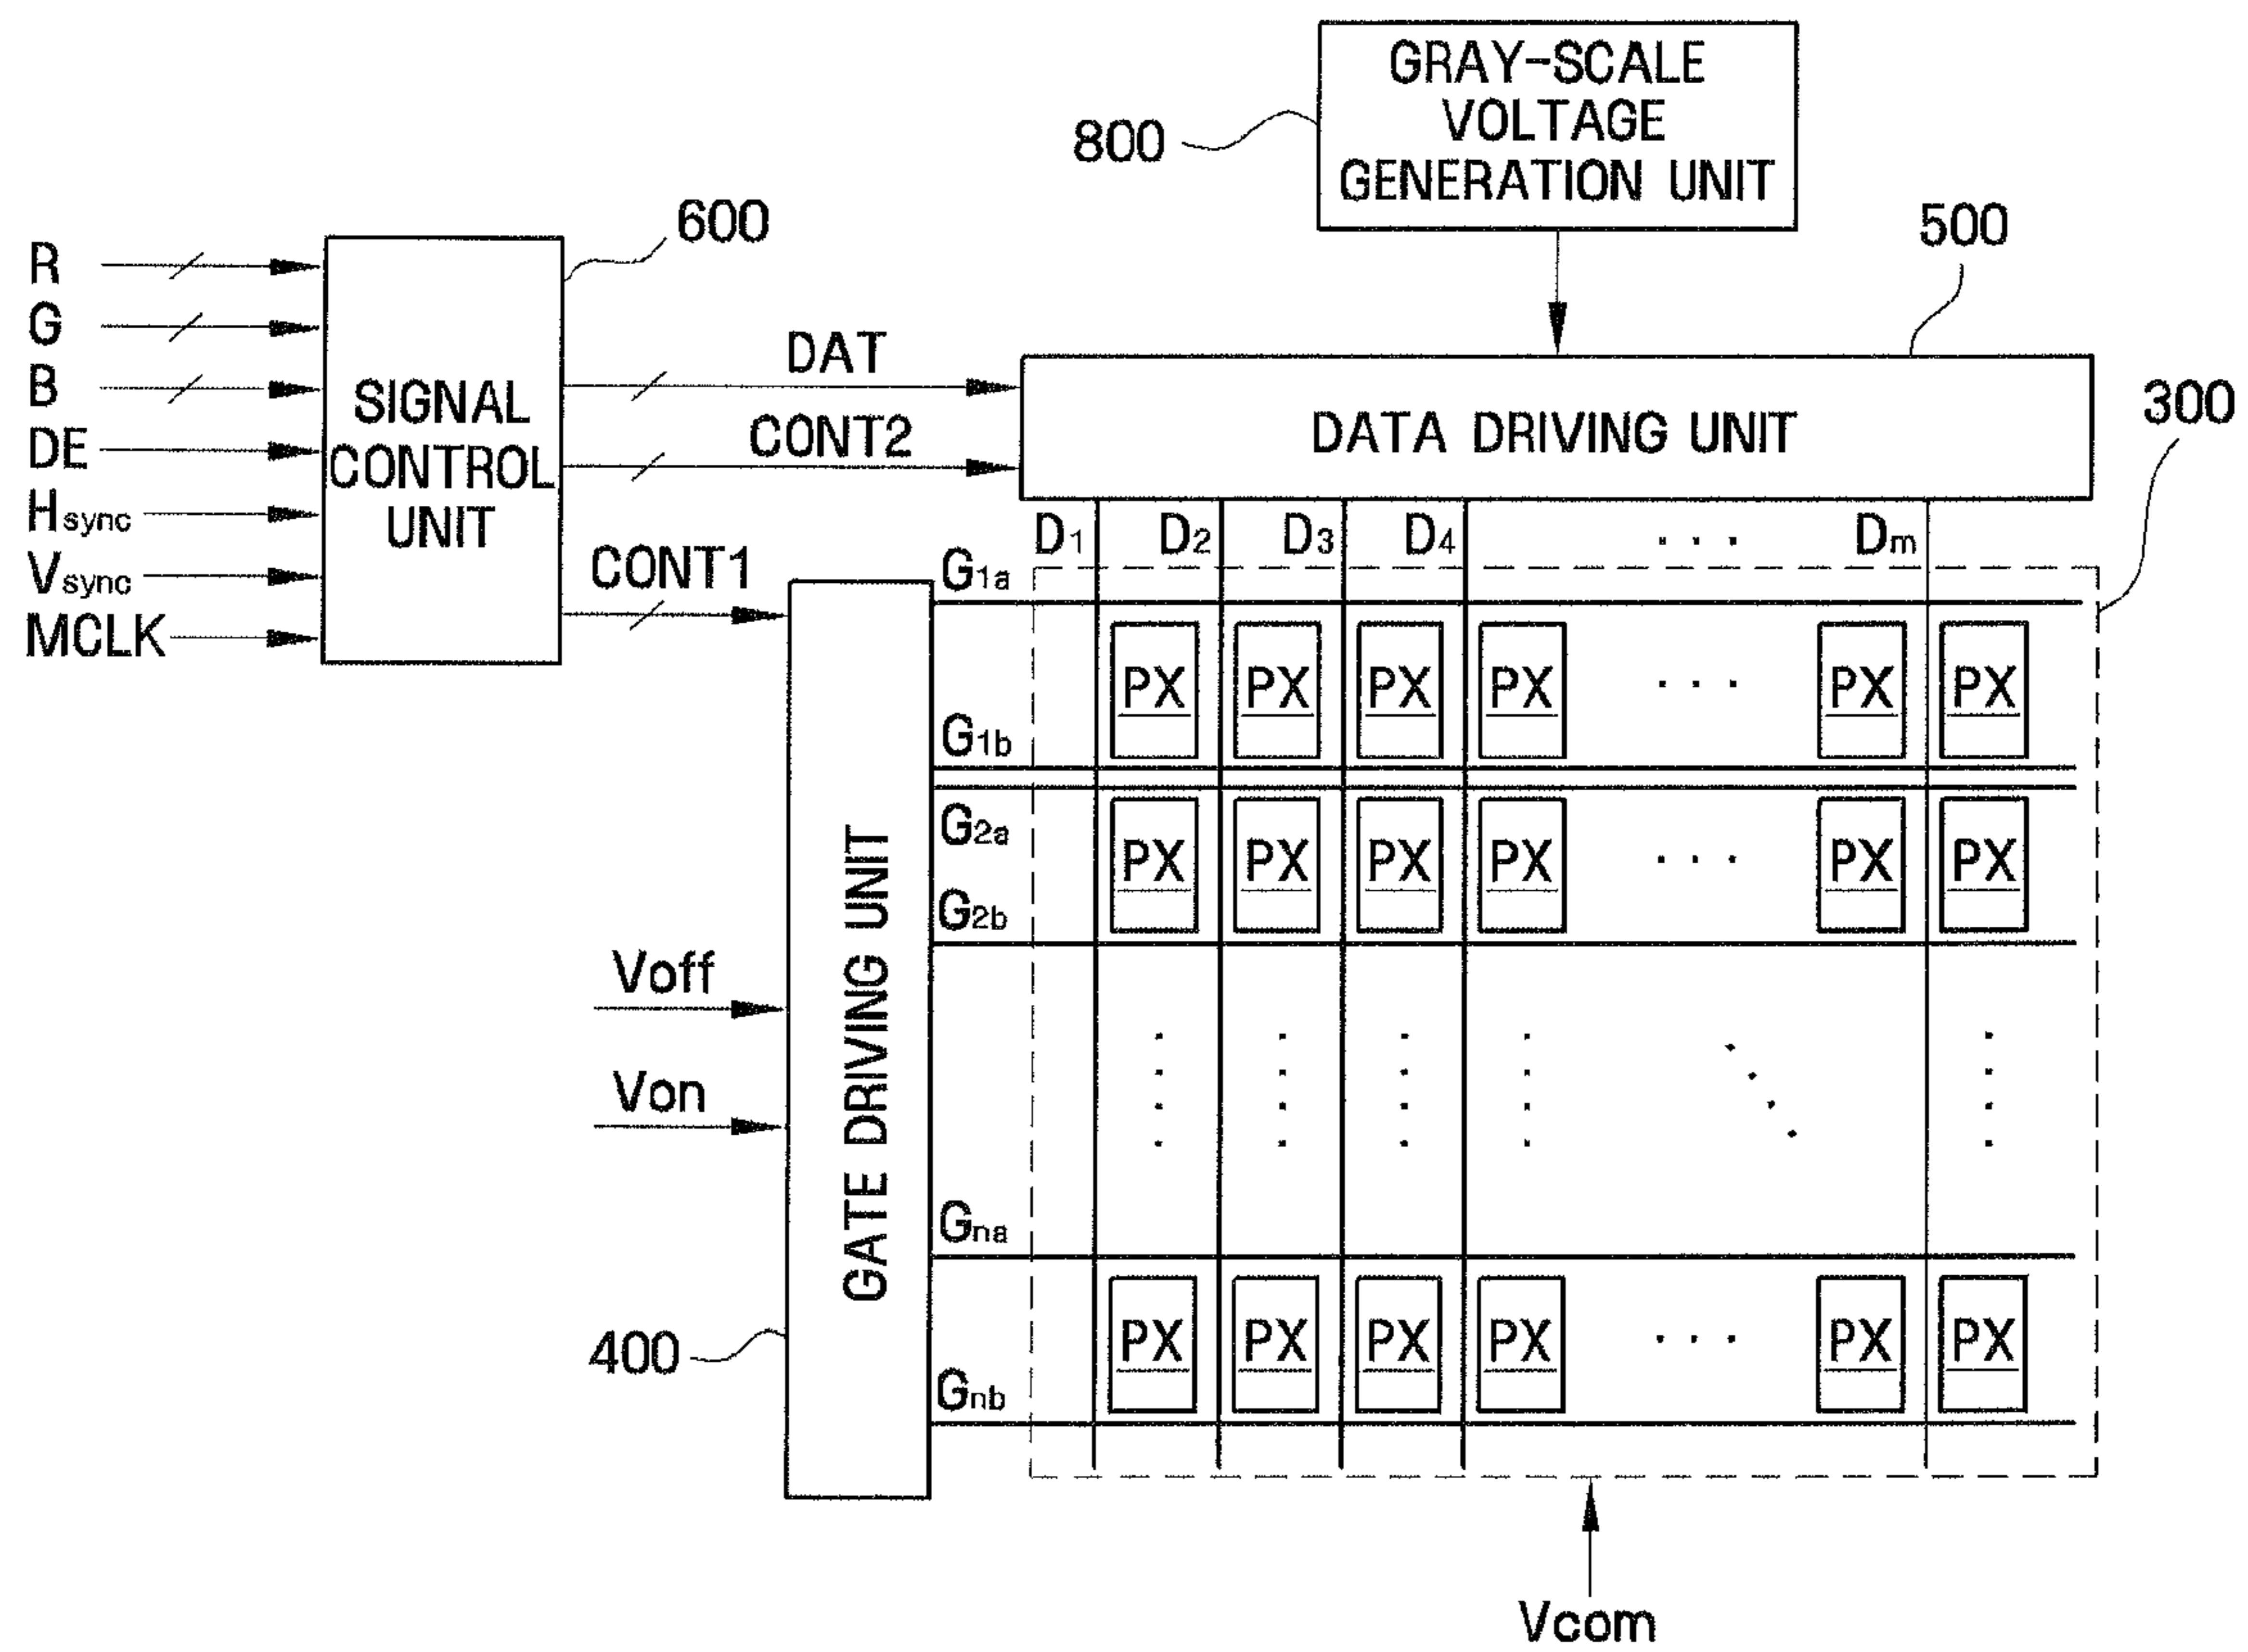 GRAY-SCALE
VOLTAGE
GENERATION UNIT
800
600
500
R
G
B
DE
Hsync
Vsync
MCLK
SIGNAL
CONTROL
UNIT
DAT
CONT2
CONT1
DATA DRIVING UNIT
300
D1 D2 D3 D4 ... Dm
G1a
PX PX PX PX ... PX PX
G1b
G2a
PX PX PX PX ... PX PX
G2b
GATE DRIVING UNIT
Voff
Von
Gna
400
PX PX PX PX ... PX PX
Gnb
Vcom